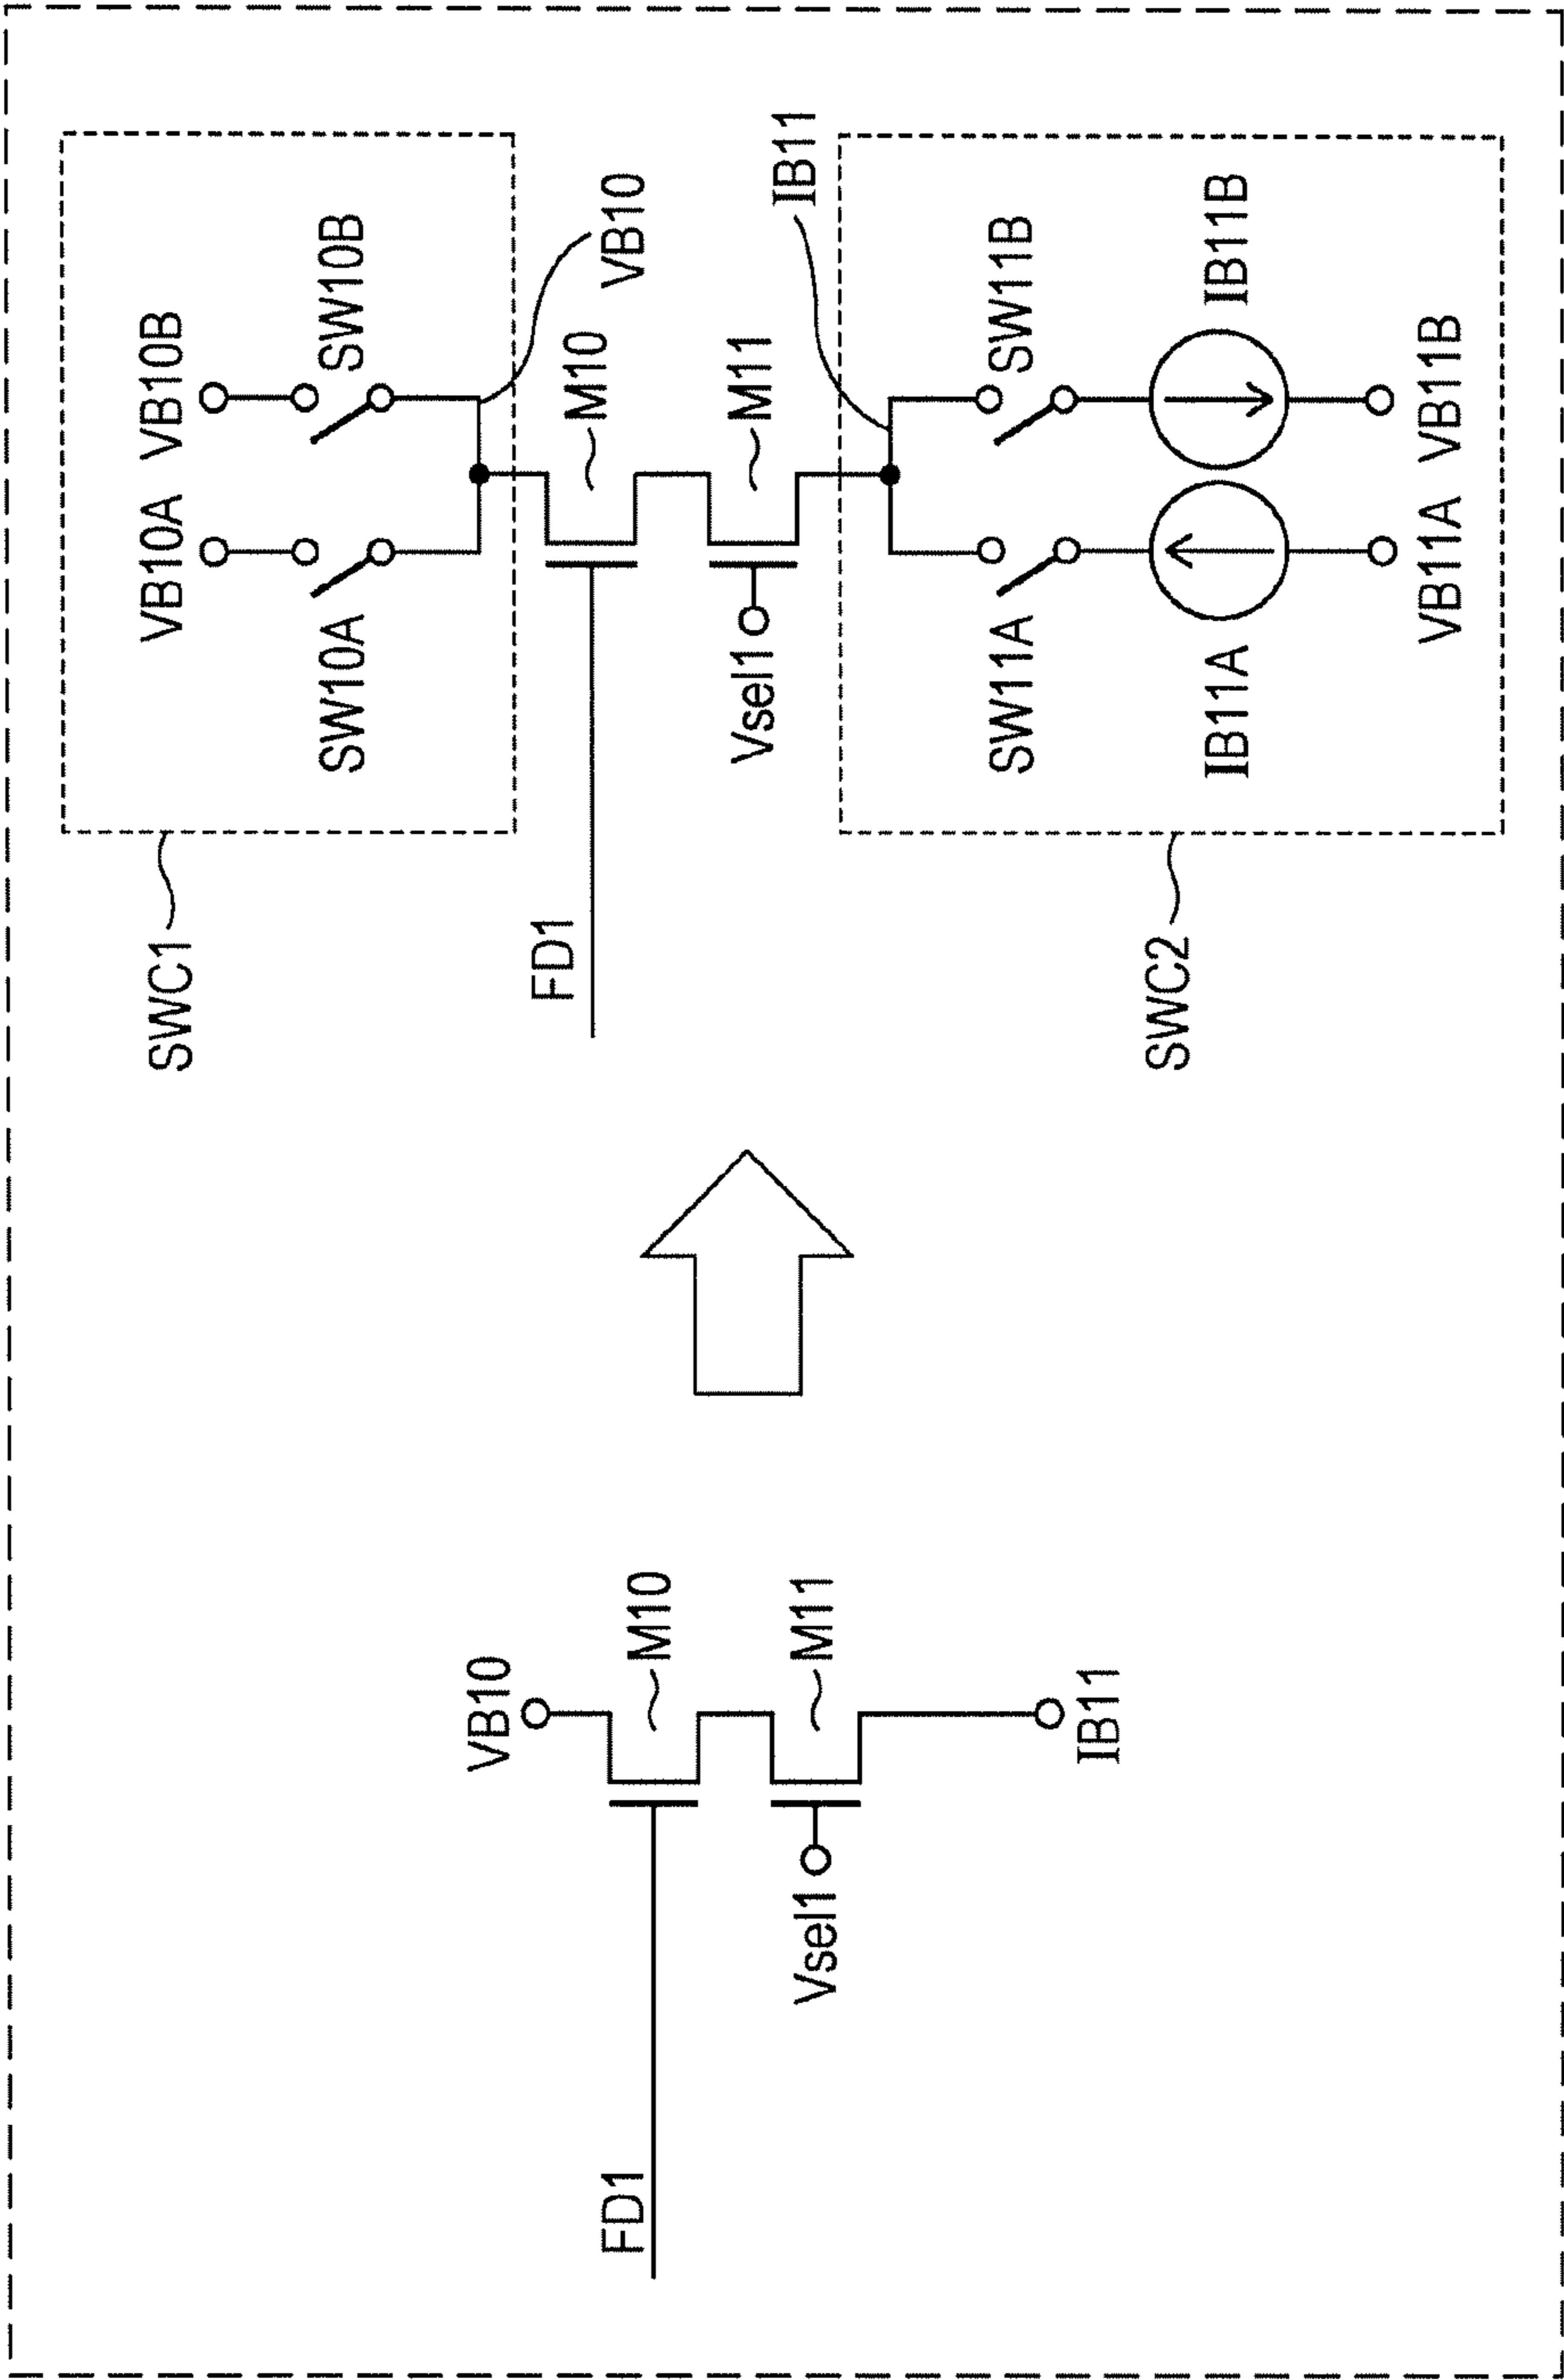 VB10
M10
FD1
M11
Vsel1
IB11
SWC1
VB10A
VB10B
SW10A
SW10B
VB10
M10
FD1
M11
Vsel1
IB11
SWC2
SW11A
SW11B
IB11A
IB11B
VB11A
VB11B